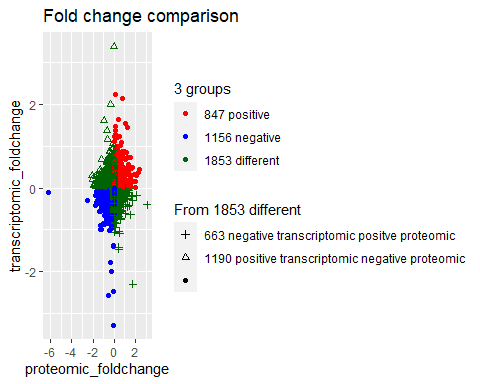 Fold change comparison
transcriptomic_foldchange
2
0
-2
-6
-4
-2
0
2
proteomic_foldchange
3 groups
847 positive
1156 negative
1853 different
From 1853 different
663 negative transcriptomic positve proteomic
1190 positive transcriptomic negative proteomic